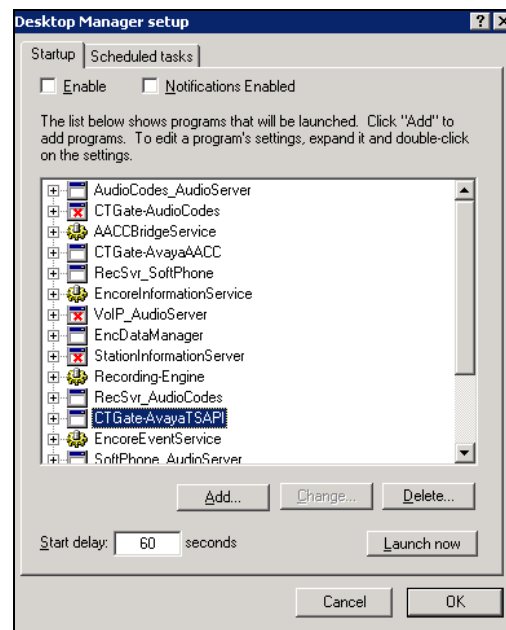 Desktop Manager setup
Startup
Scheduled tasks
Enable
Notifications Enabled
The list below shows programs that will be launched. Click "Add" to
add programs. To edit a program's settings, expand it and double-click
on the settings.
AudioCodes_AudioServer
CTGate-AudioCodes
AACCBridgeService
CTGate-AvayaAACC
RecSvr_SoftPhone
EncoreInformationService
VoIP_AudioServer
EncDataManager
StationInformationServer
Recording-Engine
RecSvr_AudioCodes
CTGate-AvayaTSAPI
EncoreEventService
SoftPhone_AudioServer
Add...
Change...
Delete...
Start delay:
60
seconds
Launch now
Cancel
OK